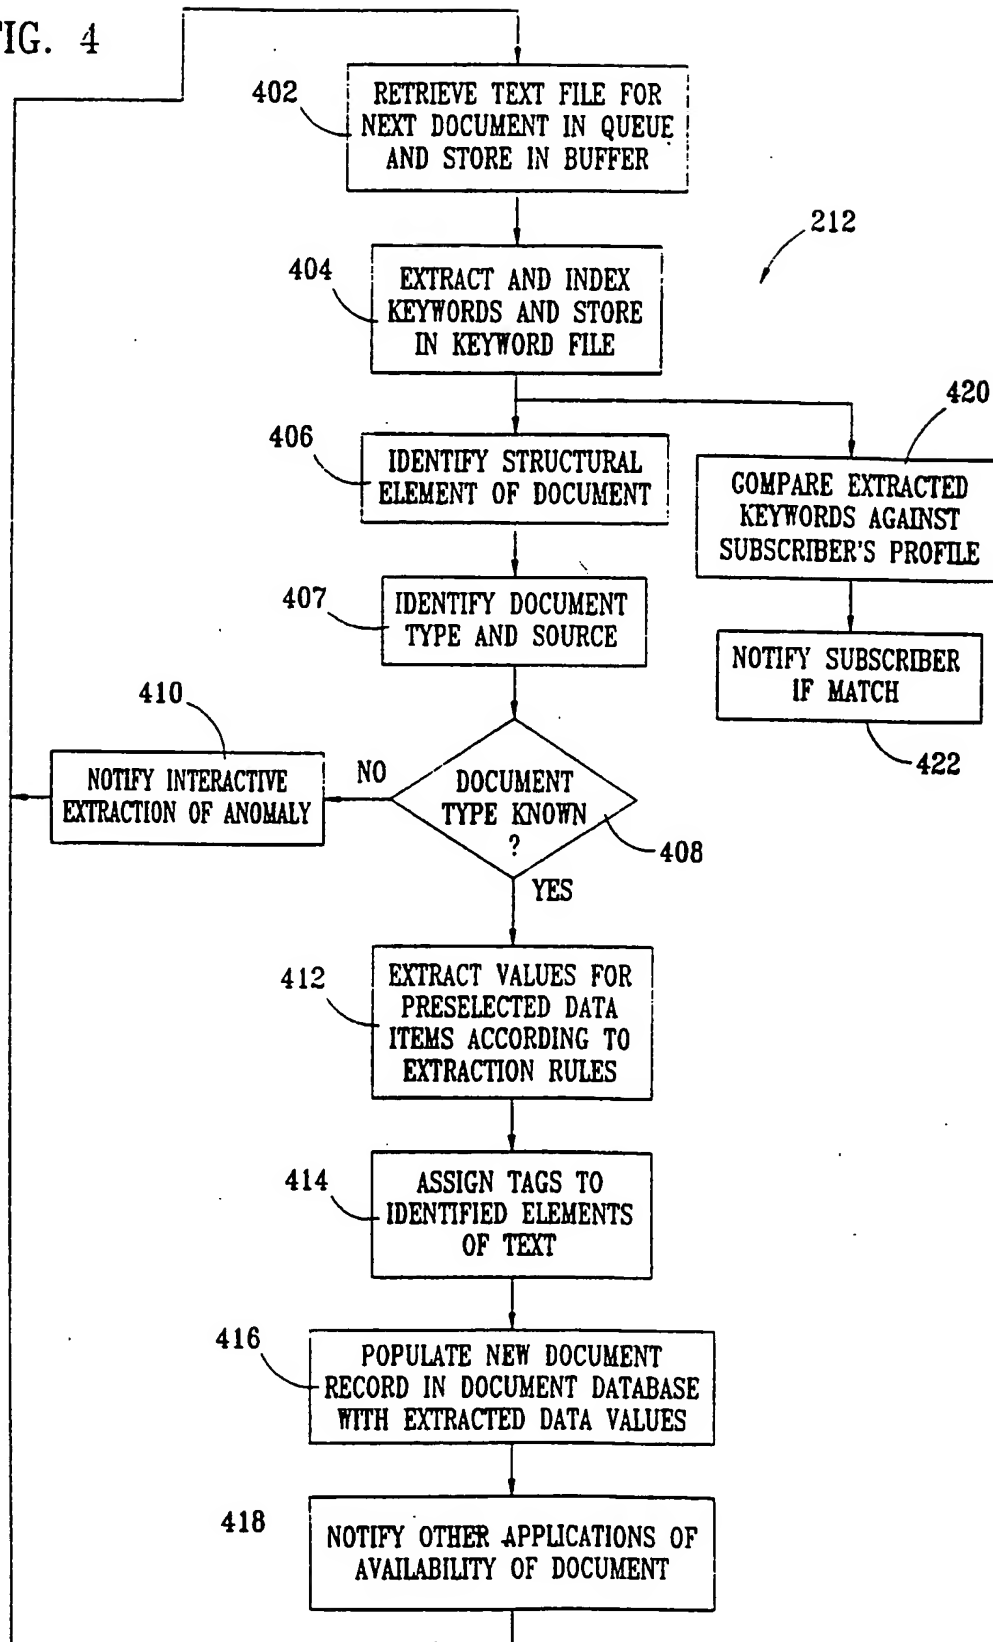 FIG. 4
402
RETRIEVE TEXT FILE FOR
NEXT DOCUMENT IN QUEUE
AND STORE IN BUFFER
212
404
EXTRACT AND INDEX
KEYWORDS AND STORE
IN KEYWORD FILE
420
406
IDENTIFY STRUCTURAL
ELEMENT OF DOCUMENT
COMPARE EXTRACTED
KEYWORDS AGAINST
SUBSCRIBER'S PROFILE
407
IDENTIFY DOCUMENT
TYPE AND SOURCE
NOTIFY SUBSCRIBER
IF MATCH
422
410
NOTIFY INTERACTIVE
EXTRACTION OF ANOMALY
NO
DOCUMENT
TYPE KNOWN
?
408
YES
412
EXTRACT VALUES FOR
PRESELECTED DATA
ITEMS ACCORDING TO
EXTRACTION RULES
414
ASSIGN TAGS TO
IDENTIFIED ELEMENTS
OF TEXT
416
POPULATE NEW DOCUMENT
RECORD IN DOCUMENT DATABASE
WITH EXTRACTED DATA VALUES
418
NOTIFY OTHER APPLICATIONS OF
AVAILABILITY OF DOCUMENT